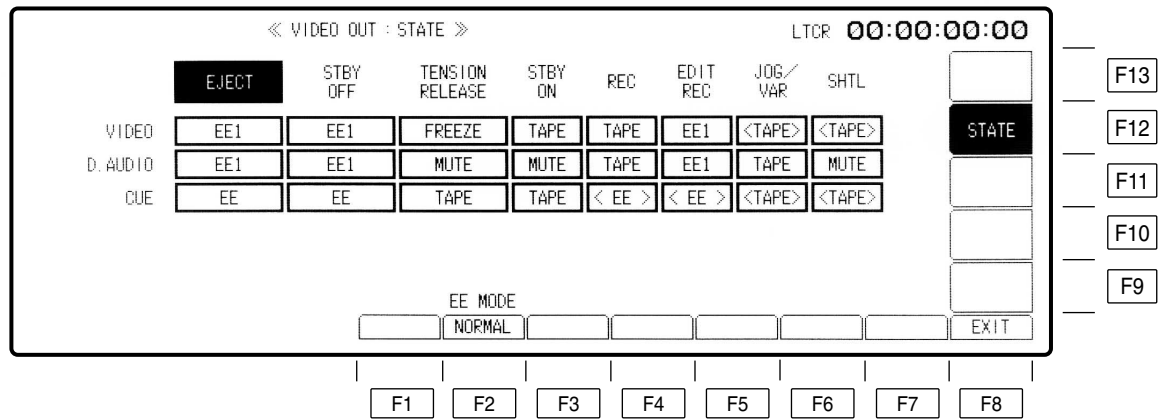 ≪ VIDEO OUT : STATE ≫ LTCR 00:00:00:00
EJECT STBY OFF TENSION RELEASE STBY ON REC EDIT REC JOG/ VAR SHTL F13
VIDEO EE1 EE1 FREEZE TAPE TAPE EE1 <TAPE> <TAPE> STATE F12
D. AUDIO EE1 EE1 MUTE MUTE TAPE EE1 TAPE MUTE F11
CUE EE EE TAPE TAPE < EE > < EE > <TAPE> <TAPE>
F10
F9
EE MODE
NORMAL EXIT
F1 F2 F3 F4 F5 F6 F7 F8